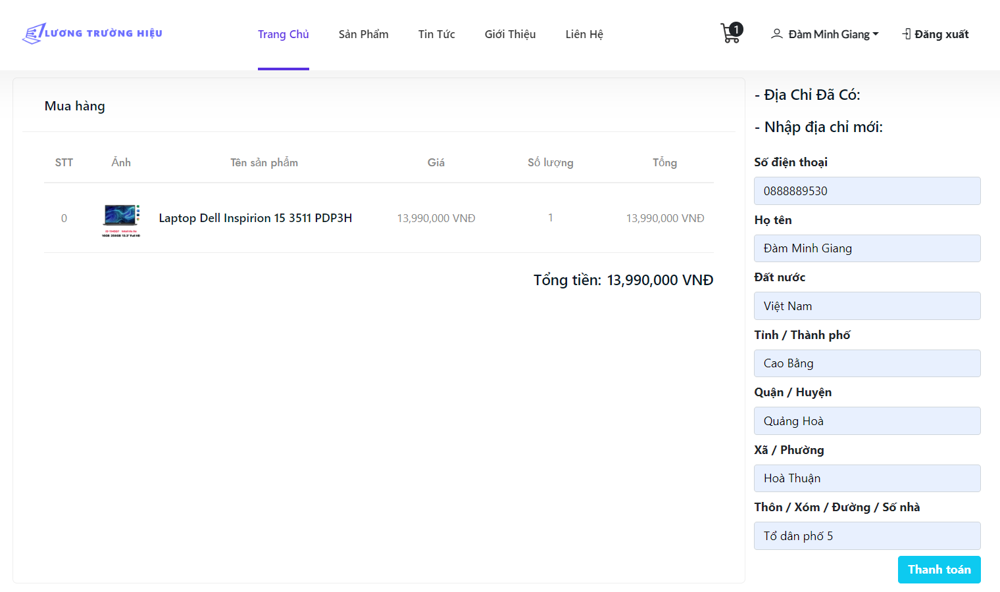 LƯƠNG TRƯỜNG HIỆU
Trang Chủ
Sản Phẩm
Tin Tức
Giới Thiệu
Liên Hệ
1
Đàm Minh Giang
Đăng xuất
Mua hàng
STT Ảnh Tên sản phẩm Giá Số lượng Tổng
0 Laptop Dell Inspirion 15 3511 PDP3H 13,990,000 VNĐ 1 13,990,000 VNĐ
Tổng tiền: 13,990,000 VNĐ
- Địa Chỉ Đã Có:
- Nhập địa chỉ mới:
Số điện thoại
0888889530
Họ tên
Đàm Minh Giang
Đất nước
Việt Nam
Tỉnh / Thành phố
Cao Bằng
Quận / Huyện
Quảng Hoà
Xã / Phường
Hoà Thuận
Thôn / Xóm / Đường / Số nhà
Tổ dân phố 5
Thanh toán